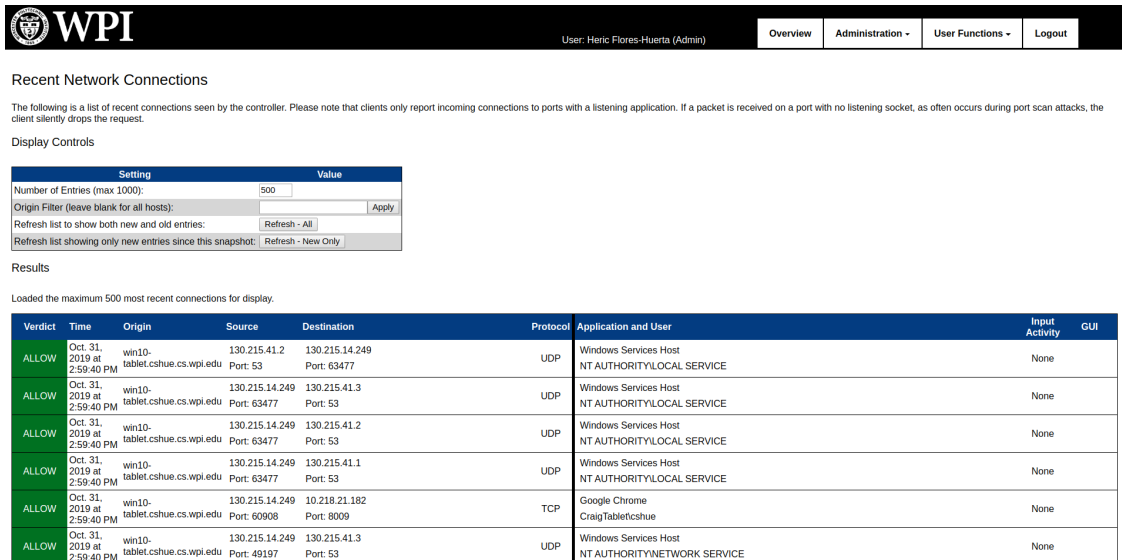 WPI
User: Heric Flores-Huerta (Admin)
Overview
Administration
User Functions
Logout
Recent Network Connections
The following is a list of recent connections seen by the controller. Please note that clients only report incoming connections to ports with a listening application. If a packet is received on a port with no listening socket, as often occurs during port scan attacks, the
client silently drops the request.
Display Controls
Setting Value
Number of Entries (max 1000): 500
Origin Filter (leave blank for all hosts): Apply
Refresh list to show both new and old entries: Refresh - All
Refresh list showing only new entries since this snapshot: Refresh - New Only
Results
Loaded the maximum 500 most recent connections for display.
Verdict Time Origin Source Destination Protocol Application and User Input Activity GUI
ALLOW
Oct. 31,
2019 at
2:59:40 PM
win10-
tablet.cshue.cs.wpi.edu
130.215.41.2
Port: 53
130.215.14.249
Port: 63477
UDP
Windows Services Host
NT AUTHORITY\LOCAL SERVICE
None
ALLOW
Oct. 31,
2019 at
2:59:40 PM
win10-
tablet.cshue.cs.wpi.edu
130.215.14.249
Port: 63477
130.215.41.3
Port: 53
UDP
Windows Services Host
NT AUTHORITY\LOCAL SERVICE
None
ALLOW
Oct. 31,
2019 at
2:59:40 PM
win10-
tablet.cshue.cs.wpi.edu
130.215.14.249
Port: 63477
130.215.41.2
Port: 53
UDP
Windows Services Host
NT AUTHORITY\LOCAL SERVICE
None
ALLOW
Oct. 31,
2019 at
2:59:40 PM
win10-
tablet.cshue.cs.wpi.edu
130.215.14.249
Port: 63477
130.215.41.1
Port: 53
UDP
Windows Services Host
NT AUTHORITY\LOCAL SERVICE
None
ALLOW
Oct. 31,
2019 at
2:59:40 PM
win10-
tablet.cshue.cs.wpi.edu
130.215.14.249
Port: 60908
10.218.21.182
Port: 8009
TCP
Google Chrome
CraigTablet\cshue
None
ALLOW
Oct. 31,
2019 at
2:59:40 PM
win10-
tablet.cshue.cs.wpi.edu
130.215.14.249
Port: 49197
130.215.41.3
Port: 53
UDP
Windows Services Host
NT AUTHORITY\NETWORK SERVICE
None